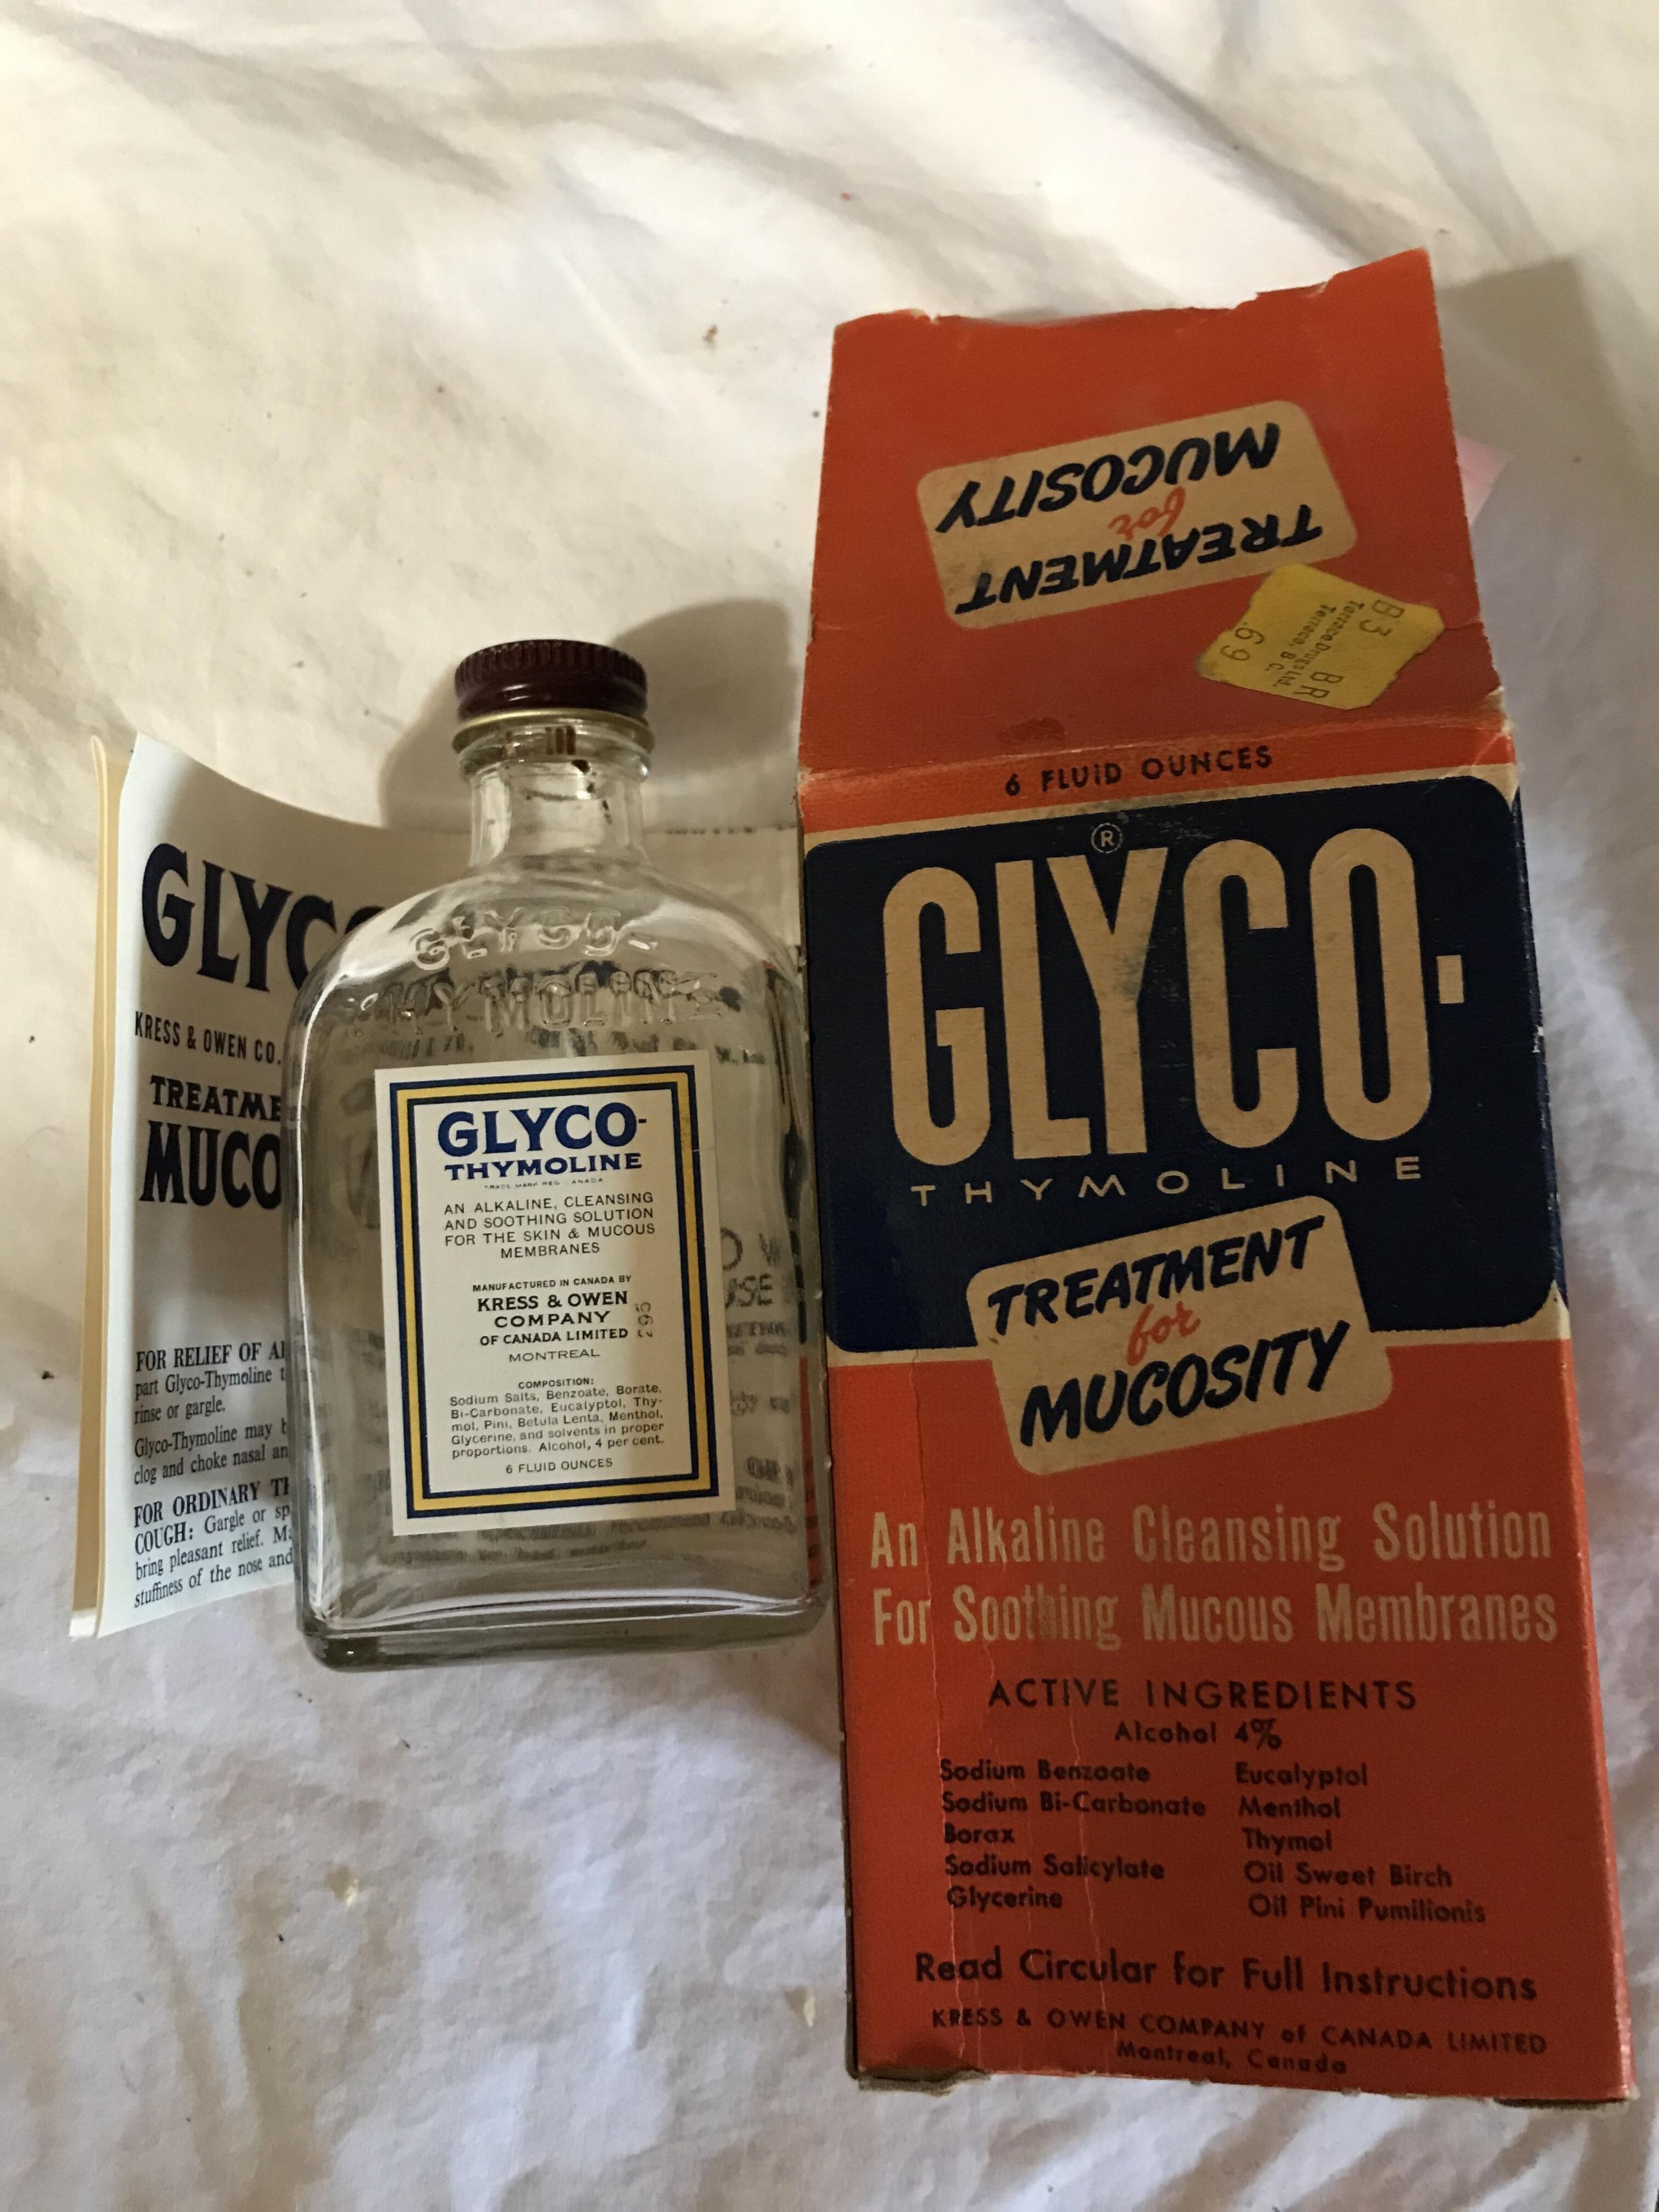 MUCOSITY
for
TREATMENT
B3 BR
Terrace Drugs Ltd.
Terrace, B.C.
.69
6 FLUID OUNCES
®
GLYCO-
THYMOLINE
TREATMENT
for
MUCOSITY
An Alkaline Cleansing Solution
For Soothing Mucous Membranes
ACTIVE INGREDIENTS
Alcohol 4%
Sodium Benzoate Eucalyptol
Sodium Bi-Carbonate Menthol
Borax Thymol
Sodium Salicylate Oil Sweet Birch
Glycerine Oil Pini Pumilionis
Read Circular for Full Instructions
KRESS & OWEN COMPANY of CANADA LIMITED
Montreal, Canada
GLYCO-
THYMOLINE
GLYCO-
THYMOLINE
TRADE MARK REG. CANADA
AN ALKALINE, CLEANSING
AND SOOTHING SOLUTION
FOR THE SKIN & MUCOUS
MEMBRANES
MANUFACTURED IN CANADA BY
KRESS & OWEN
COMPANY
OF CANADA LIMITED
295
MONTREAL
COMPOSITION:
Sodium Salts, Benzoate, Borate,
Bi-Carbonate, Eucalyptol, Thy-
mol, Pini, Betula Lenta, Menthol,
Glycerine, and solvents in proper
proportions. Alcohol, 4 per cent.
6 FLUID OUNCES
GLYCO
KRESS & OWEN CO.
TREATME
MUCO
FOR RELIEF OF
part Glyco-Thymoline
rinse or gargle.
Glyco-Thymoline may
clog and choke nasal
FOR ORDINARY
COUGH: Gargle or
bring pleasant relief.
stuffiness of the nose and